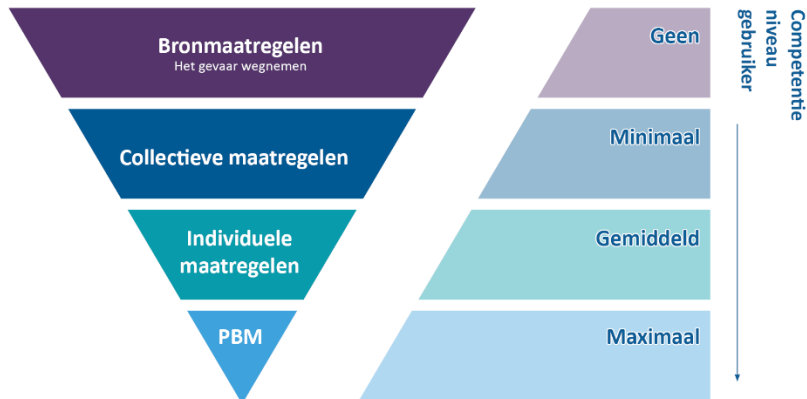 Bronmaatregelen
Het gevaar wegnemen
Geen
Collectieve maatregelen
Minimaal
Individuele
maatregelen
Gemiddeld
PBM
Maximaal
Competentie
niveau
gebruiker